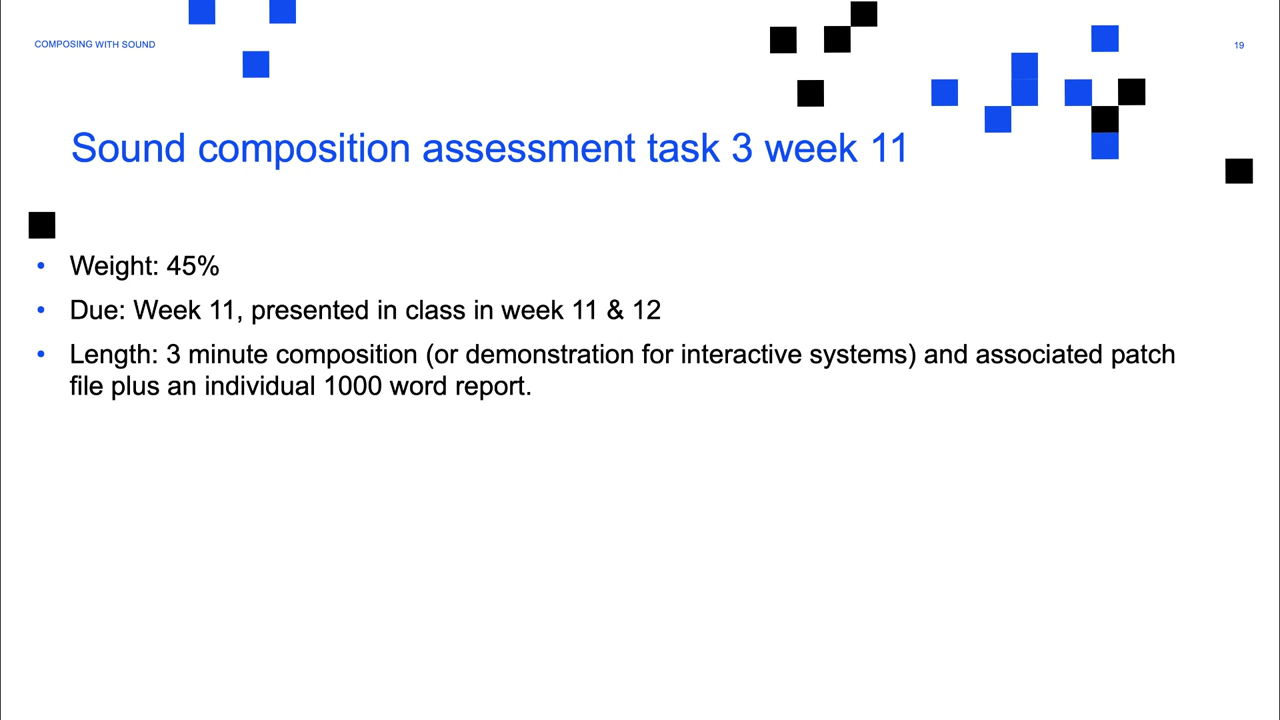 COMPOSING WITH SOUND
19
Sound composition assessment task 3 week 11
• Weight: 45%
• Due: Week 11, presented in class in week 11 & 12
• Length: 3 minute composition (or demonstration for interactive systems) and associated patch
file plus an individual 1000 word report.